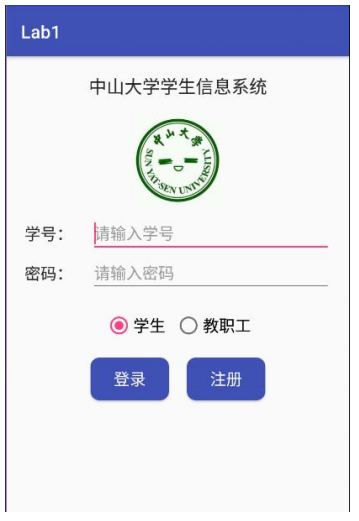 Lab1
中山大学学生信息系统
中山大学
SUN YAT-SEN UNIVERSITY
学号：
请输入学号
密码：
请输入密码
学生 教职工
登录 注册